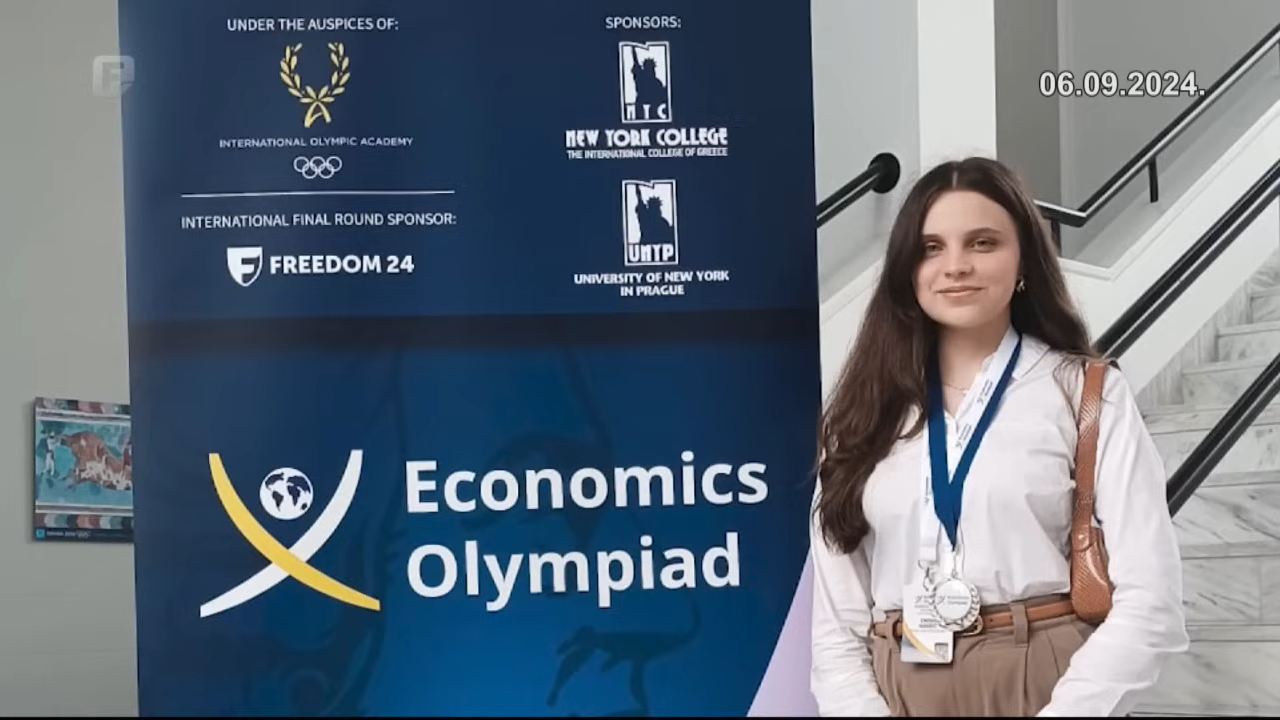 UNDER THE AUSPICES OF:
INTERNATIONAL OLYMPIC ACADEMY
INTERNATIONAL FINAL ROUND SPONSOR:
FREEDOM 24
SPONSORS:
NYC
NEW YORK COLLEGE
THE INTERNATIONAL COLLEGE OF GREECE
UNYP
UNIVERSITY OF NEW YORK
IN PRAGUE
06.09.2024.
Economics
Olympiad